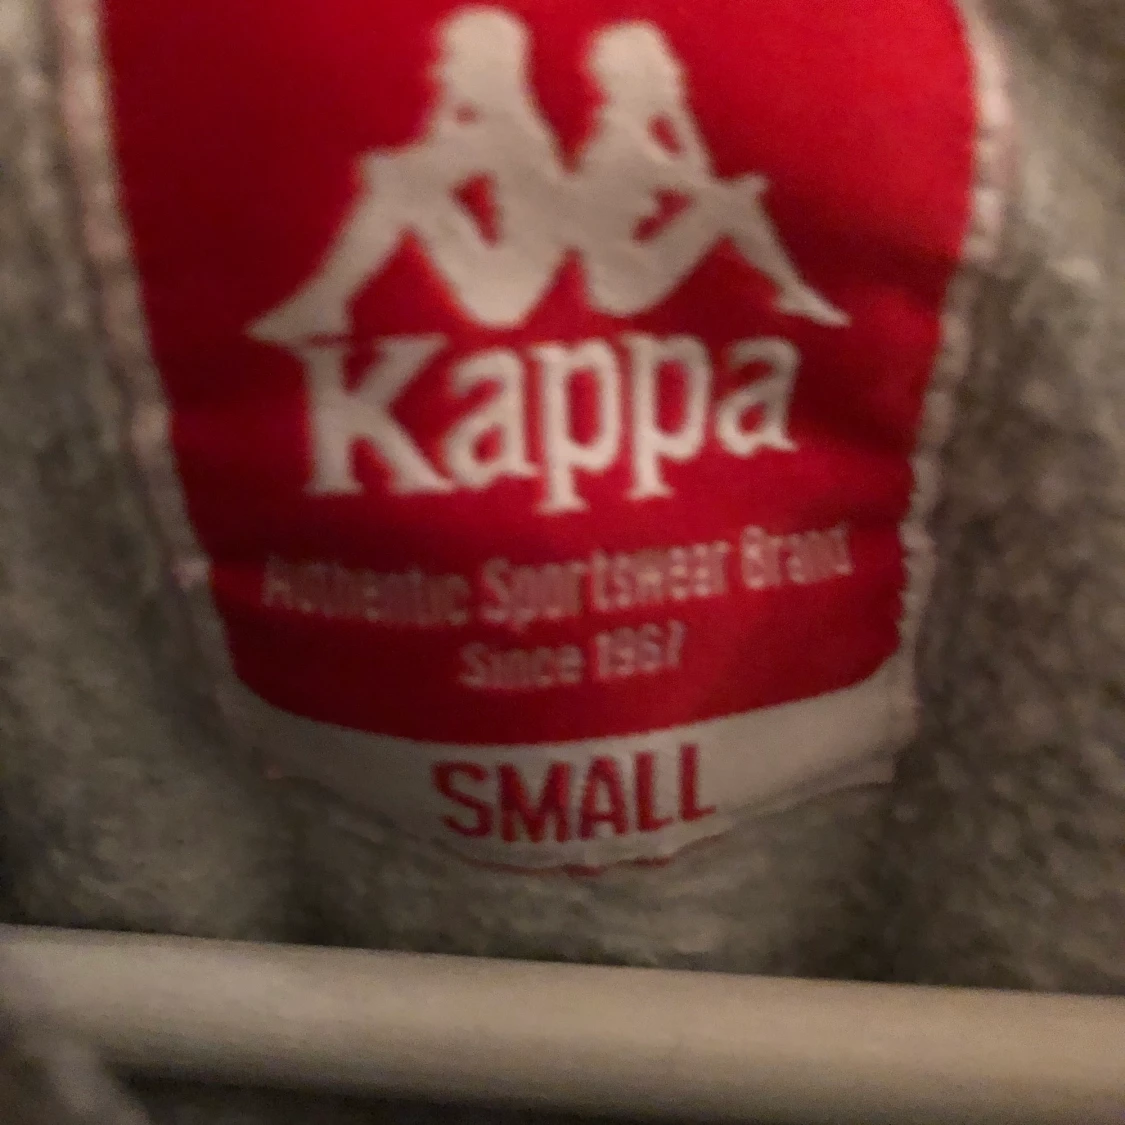 Kappa
Authentic Sportswear Brand
Since 1967
SMALL